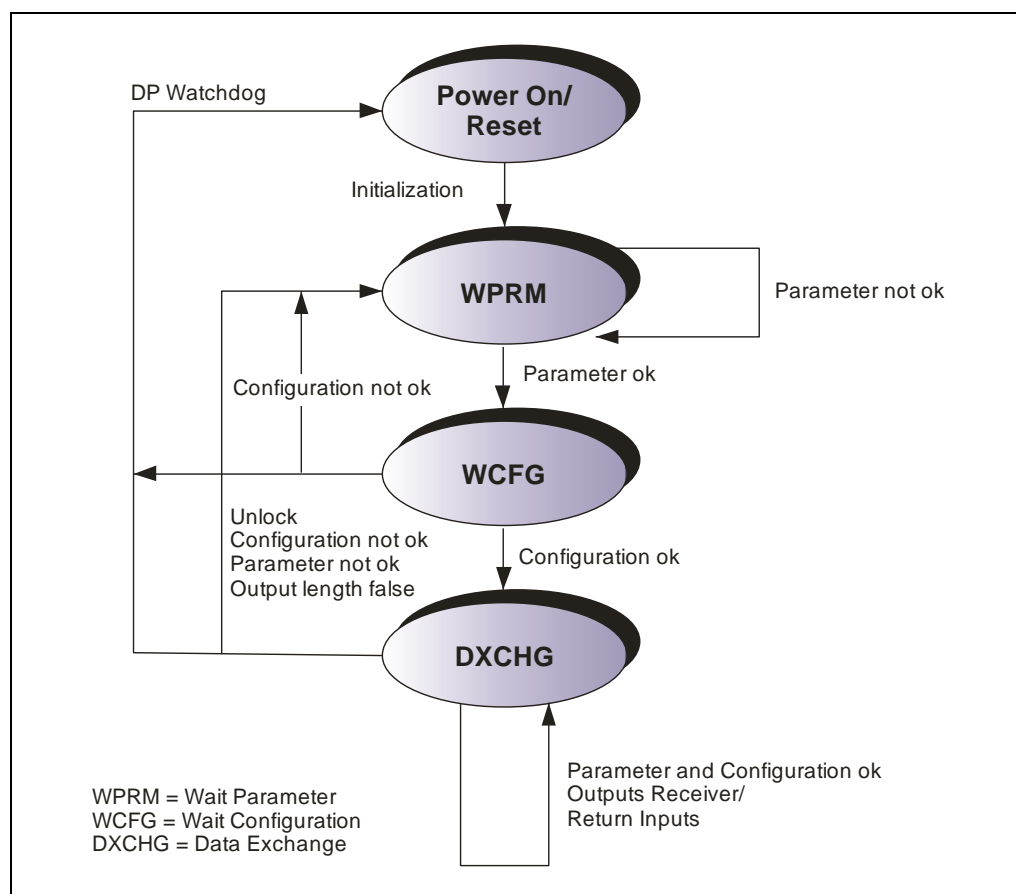 DP Watchdog
Power On/
Reset
Initialization
WPRM
Parameter not ok
Configuration not ok
Parameter ok
WCFG
Unlock
Configuration not ok
Parameter not ok
Output length false
Configuration ok
DXCHG
Parameter and Configuration ok
Outputs Receiver/
Return Inputs
WPRM = Wait Parameter
WCFG = Wait Configuration
DXCHG = Data Exchange